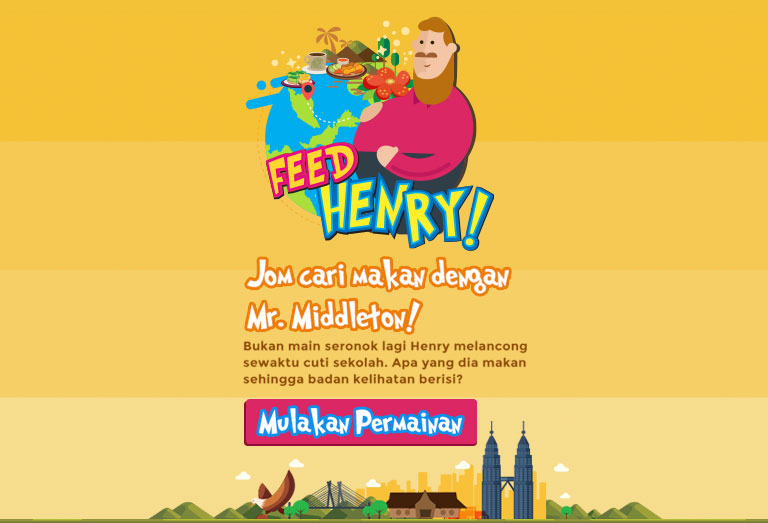 FEED
HENRY!
Jom cari makan dengan
Mr. Middleton!
Bukan main seronok lagi Henry melancong
sewaktu cuti sekolah. Apa yang dia makan
sehingga badan kelihatan berisi?
Mulakan Permainan